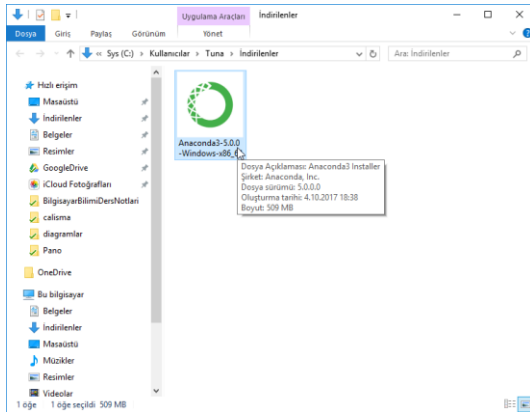 Uygulama Araçları
İndirilenler
Dosya
Giriş
Paylaş
Görünüm
Yönet
« Sys (C:) › Kullanıcılar › Tuna › İndirilenler
Ara: İndirilenler
Hızlı erişim
Masaüstü
İndirilenler
Belgeler
Resimler
GoogleDrive
iCloud Fotoğrafları
BilgisayarBilimiDersNotlari
calisma
diagramlar
Pano
OneDrive
Bu bilgisayar
Belgeler
İndirilenler
Masaüstü
Müzikler
Resimler
Videolar
Anaconda3-5.0.0
-Windows-x86_6
Dosya Açıklaması: Anaconda3 Installer
Şirket: Anaconda, Inc.
Dosya sürümü: 5.0.0.0
Oluşturma tarihi: 4.10.2017 18:38
Boyut: 509 MB
1 öğe
1 öğe seçildi 509 MB